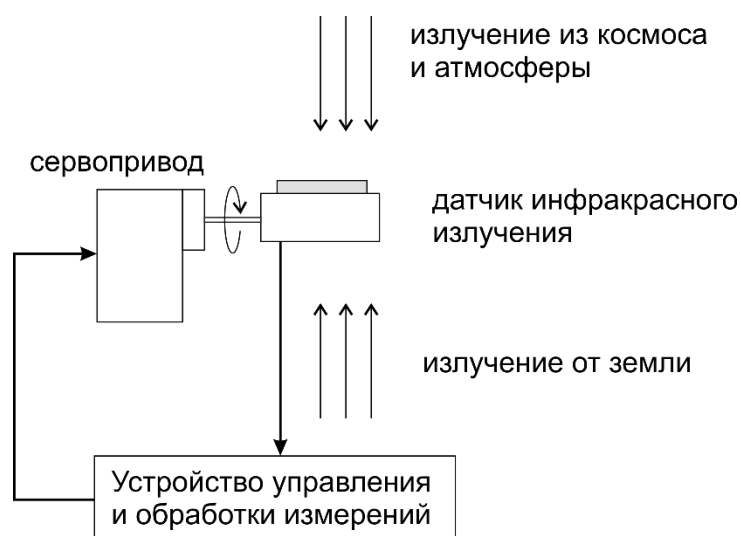 излучение из космоса
и атмосферы
сервопривод
датчик инфракрасного
излучения
излучение от земли
Устройство управления
и обработки измерений